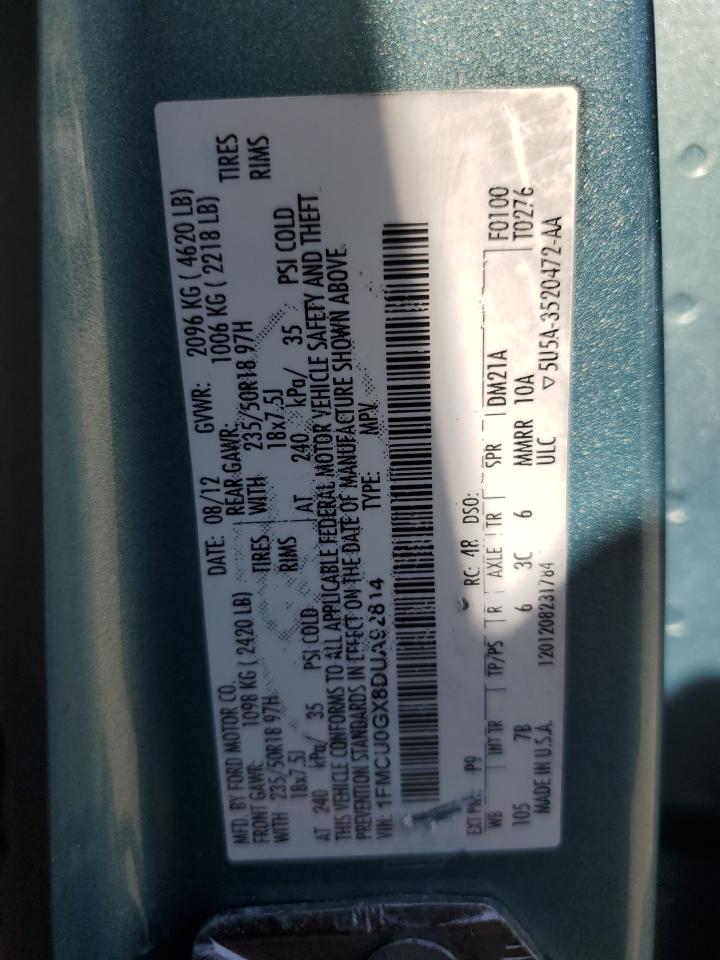 MFD. BY FORD MOTOR CO.
DATE: 08/12 GVWR: 2096 KG ( 4620 LB)
FRONT GAWR: 1098 KG ( 2420 LB) REAR GAWR: 1006 KG ( 2218 LB)
WITH 235/50R18 97H TIRES WITH 235/50R18 97H TIRES
18x7.5J RIMS 18x7.5J RIMS
AT 240 kPa/ 35 PSI COLD AT 240 kPa/ 35 PSI COLD
THIS VEHICLE CONFORMS TO ALL APPLICABLE FEDERAL MOTOR VEHICLE SAFETY AND THEFT
PREVENTION STANDARDS IN EFFECT ON THE DATE OF MANUFACTURE SHOWN ABOVE.
VIN: 1FMCU0GX8DUA92814 TYPE: MPV
EXT PNT: P9 RC: 48 DSO: F0100
WB INT TR TP/PS R AXLE TR SPR DM21A T0276
105 7B 6 3C 6 MMRR 10A
MADE IN U.S.A. 1201208231784 ULC ▽5U5A-3520472-AA